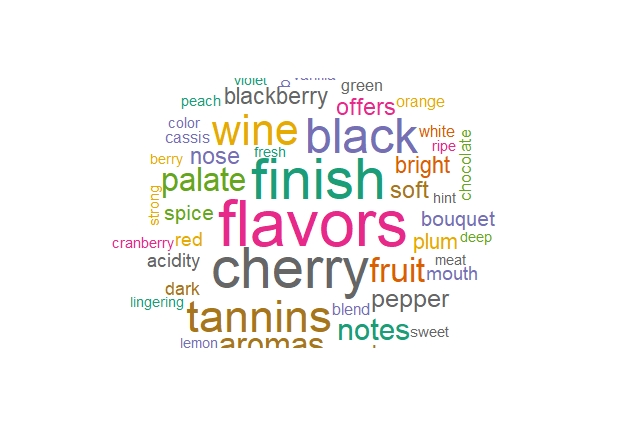 violet vanilla green
peach blackberry offers orange
color wine black white
cassis nose fresh bright ripe
berry palate finish soft hint chocolate
strong spice flavors bouquet
cranberry red plum deep
acidity cherry fruit meat mouth
dark pepper
lingering tannins blend notes sweet
lemon aromas